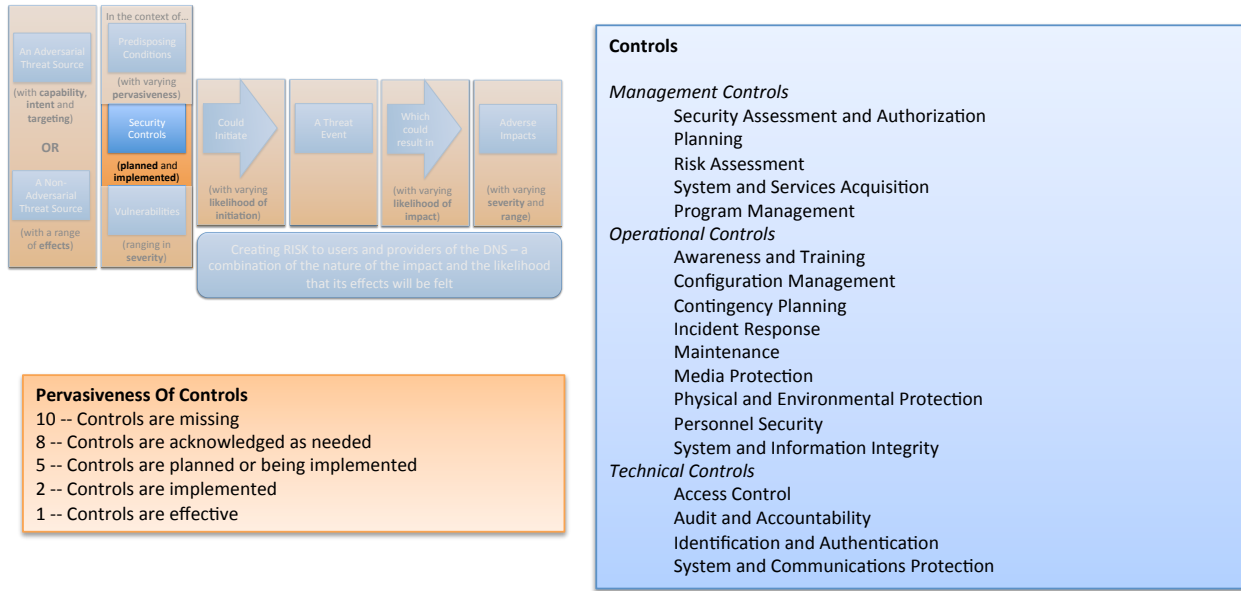 In the context of...
An Adversarial
Threat Source
(with capability,
intent and
targeting)
OR
A Non-
Adversarial
Threat Source
(with a range
of effects)
Predisposing
Conditions
(with varying
pervasiveness)
Security
Controls
(planned and
implemented)
Vulnerabilities
(ranging in
severity)
Could
Initiate
(with varying
likelihood of
initiation)
A Threat
Event
Which
could
result in
(with varying
likelihood of
impact)
Adverse
Impacts
(with varying
severity and
range)
Creating RISK to users and providers of the DNS – a
combination of the nature of the impact and the likelihood
that its effects will be felt
Pervasiveness Of Controls
10 -- Controls are missing
8 -- Controls are acknowledged as needed
5 -- Controls are planned or being implemented
2 -- Controls are implemented
1 -- Controls are effective
Controls
Management Controls
Security Assessment and Authorization
Planning
Risk Assessment
System and Services Acquisition
Program Management
Operational Controls
Awareness and Training
Configuration Management
Contingency Planning
Incident Response
Maintenance
Media Protection
Physical and Environmental Protection
Personnel Security
System and Information Integrity
Technical Controls
Access Control
Audit and Accountability
Identification and Authentication
System and Communications Protection